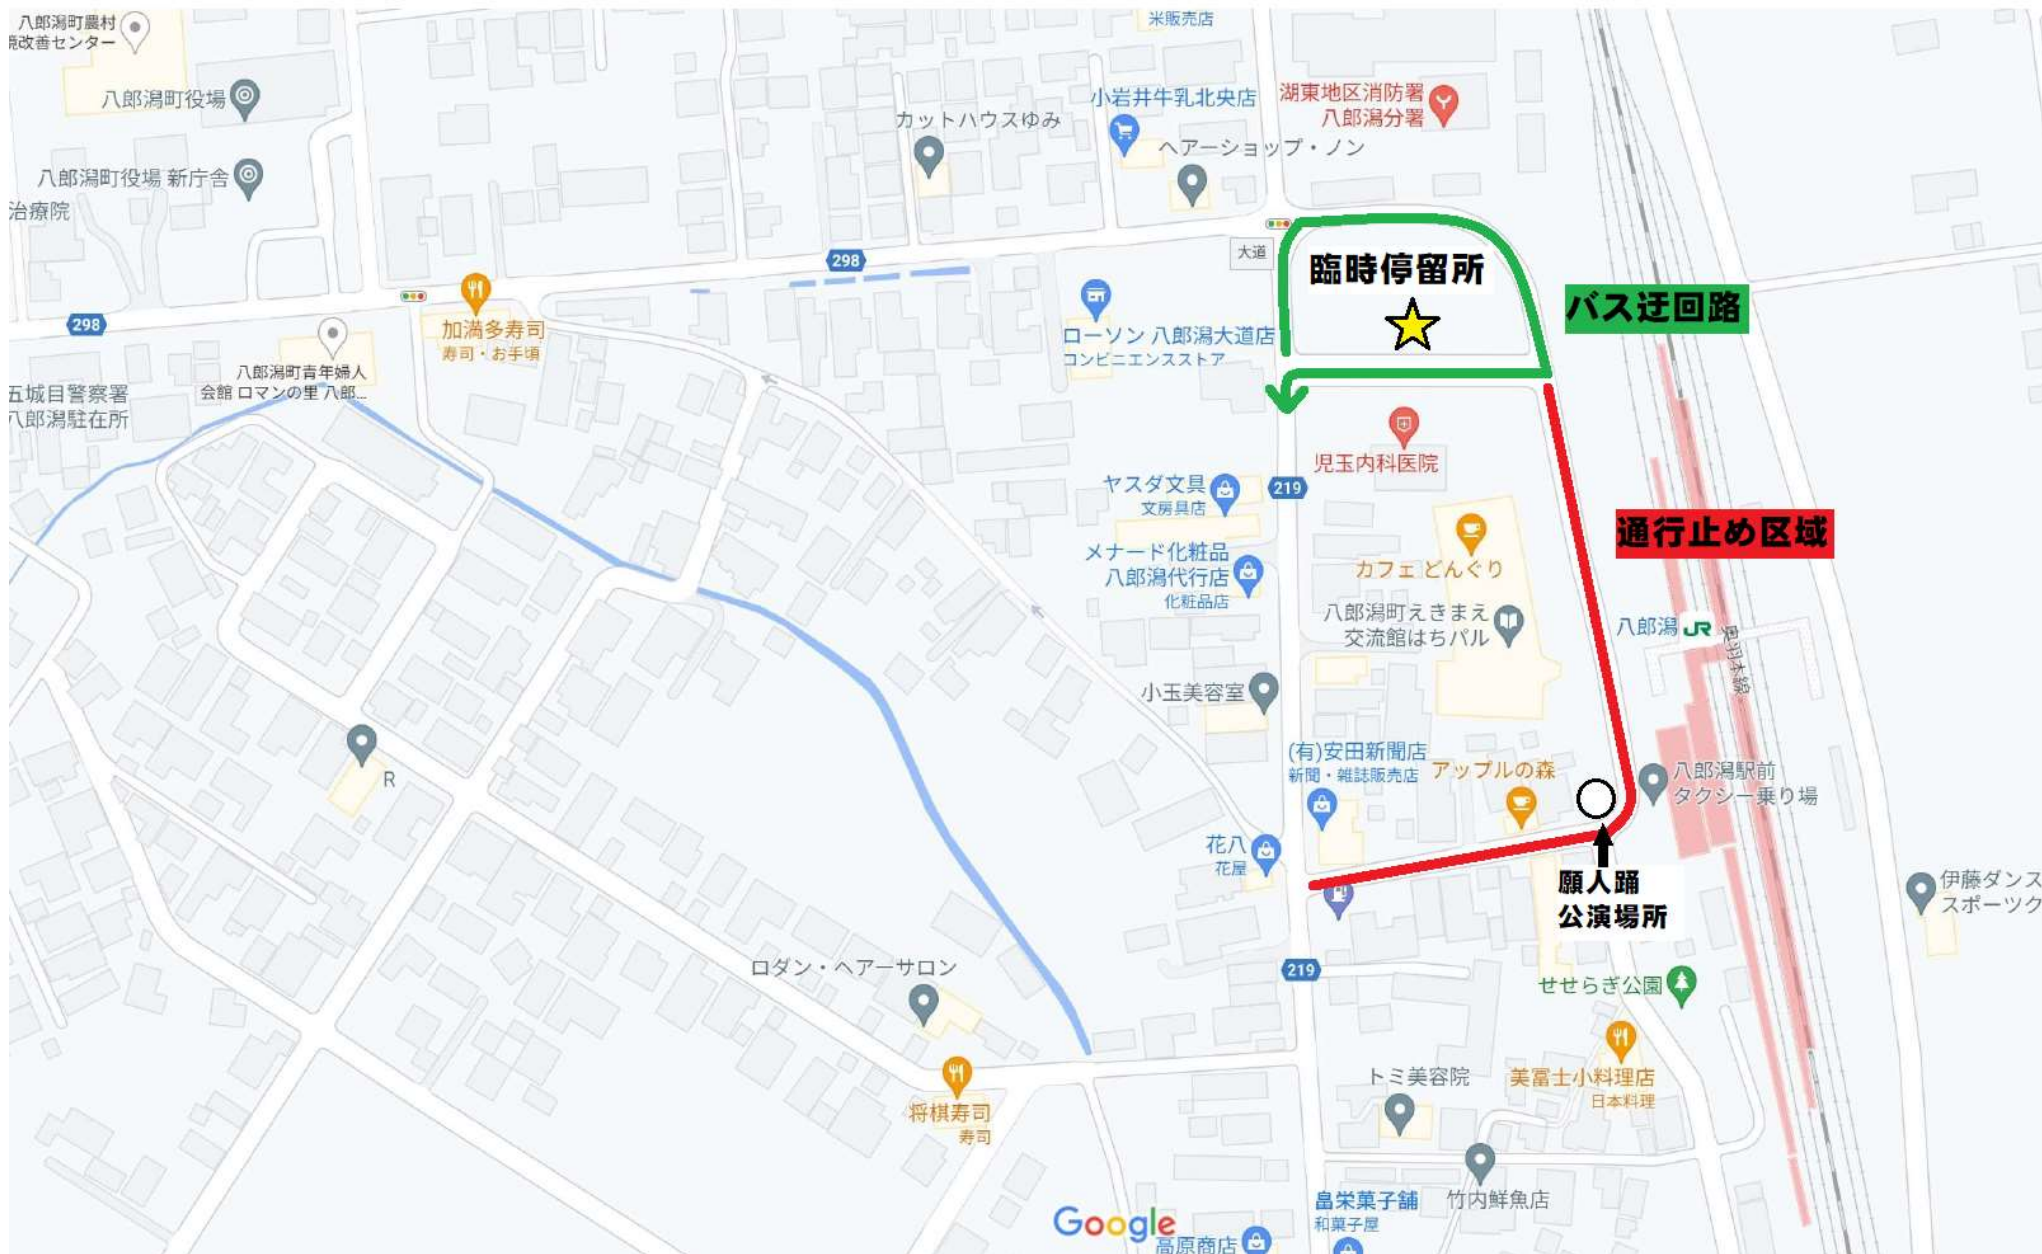 八郎潟町農村
境改善センター
米販売店
八郎潟町役場
小岩井牛乳北央店
湖東地区消防署
八郎潟分署
カットハウスゆみ
ヘアーショップ・ノン
八郎潟町役場 新庁舎
治療院
大道
298
臨時停留所
バス迂回路
298
加満多寿司
寿司・お手頃
ローソン 八郎潟大道店
コンビニエンスストア
八郎潟町青年婦人
会館 ロマンの里 八郎...
五城目警察署
八郎潟駐在所
児玉内科医院
ヤスダ文具
文房具店
219
通行止め区域
メナード化粧品
八郎潟代行店
化粧品店
カフェ どんぐり
八郎潟町えきまえ
交流館はちパル
八郎潟 JR
奥羽本線
小玉美容室
(有)安田新聞店
新聞・雑誌販売店
アップルの森
八郎潟駅前
タクシー乗り場
R
花八
花屋
願人踊
公演場所
伊藤ダンス
スポーツク
ロダン・ヘアーサロン
219
せせらぎ公園
将棋寿司
寿司
トミ美容院
美冨士小料理店
日本料理
畠栄菓子舗
和菓子屋
竹内鮮魚店
Google
高原商店